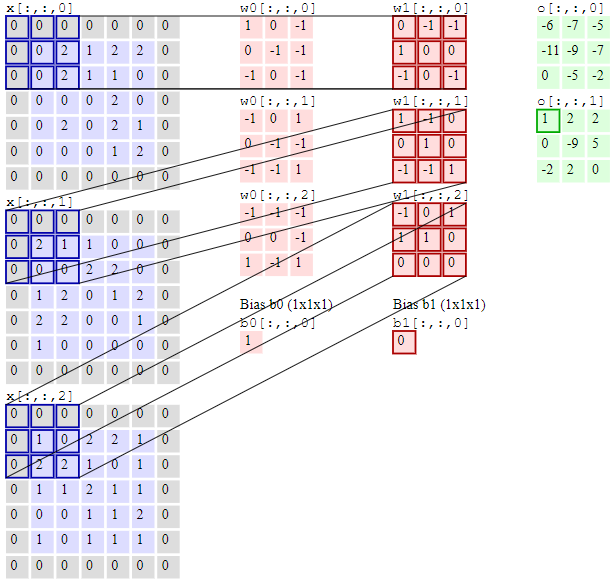 x[:,:,0]
0 0 0 0 0 0 0
0 0 2 1 2 2 0
0 0 2 1 1 0 0
0 0 0 0 2 0 0
0 0 2 0 2 1 0
0 0 0 0 1 2 0
0 0 0 0 0 0 0
x[:,:,1]
0 0 0 0 0 0 0
0 2 1 1 0 0 0
0 0 0 2 2 0 0
0 1 2 0 1 2 0
0 2 2 0 0 1 0
0 1 0 0 0 0 0
0 0 0 0 0 0 0
x[:,:,2]
0 0 0 0 0 0 0
0 1 0 2 2 1 0
0 2 2 1 0 1 0
0 1 1 2 1 1 0
0 0 0 1 1 2 0
0 1 0 1 1 1 0
0 0 0 0 0 0 0
w0[:,:,0]
1 0 -1
0 -1 -1
-1 0 -1
w0[:,:,1]
-1 0 1
0 -1 -1
-1 -1 1
w0[:,:,2]
-1 -1 -1
0 0 -1
1 -1 1
Bias b0 (1x1x1)
b0[:,:,0]
1
w1[:,:,0]
0 -1 -1
1 0 0
-1 0 -1
w1[:,:,1]
1 -1 0
0 1 0
-1 -1 1
w1[:,:,2]
-1 0 1
1 1 0
0 0 0
Bias b1 (1x1x1)
b1[:,:,0]
0
o[:,:,0]
-6 -7 -5
-11 -9 -7
0 -5 -2
o[:,:,1]
1 2 2
0 -9 5
-2 2 0